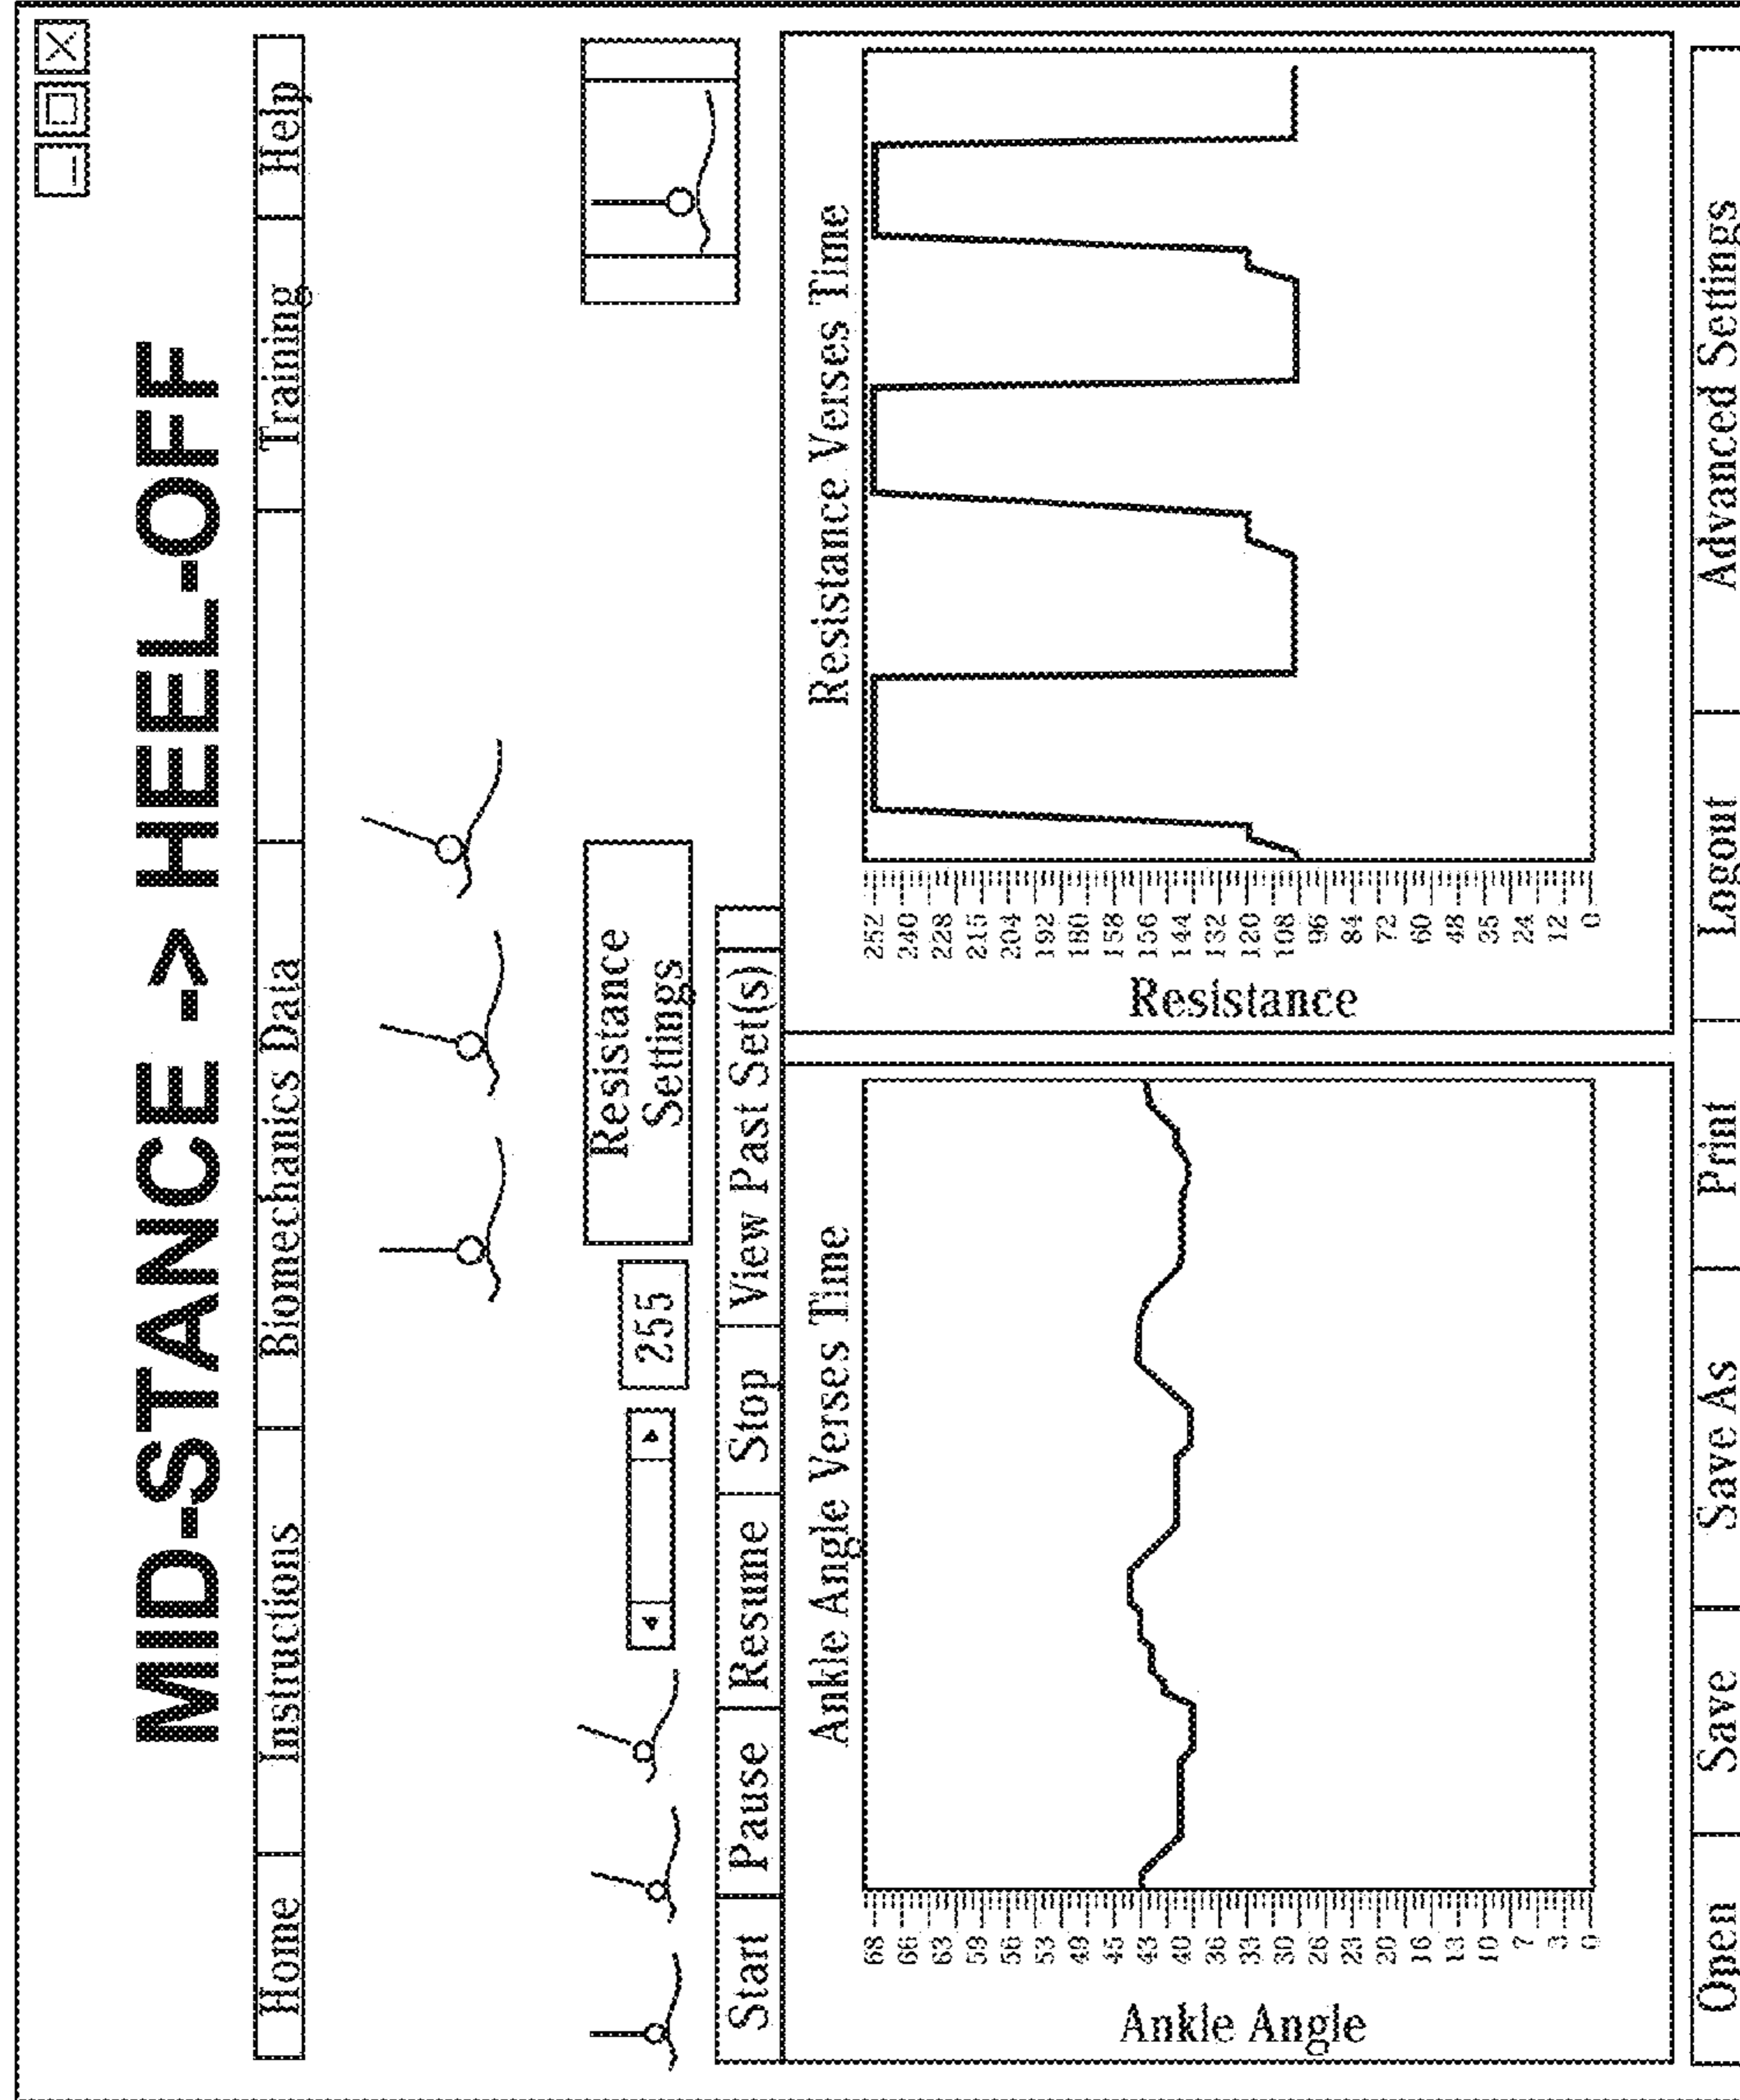 MID-STANCE -> HEEL-OFF
Home
Instructions
Biomechanics Data
Training
Help
255
Resistance
Settings
Start
Pause
Resume
Stop
View Past Set(s)
Ankle Angle Verses Time
Ankle Angle
68
66
63
59
56
53
49
45
43
40
36
33
30
26
23
20
16
13
10
7
3
0
Resistance Verses Time
Resistance
252
240
228
215
204
192
180
158
156
144
132
120
108
96
84
72
60
48
35
24
12
0
Open
Save
Save As
Print
Logout
Advanced Settings